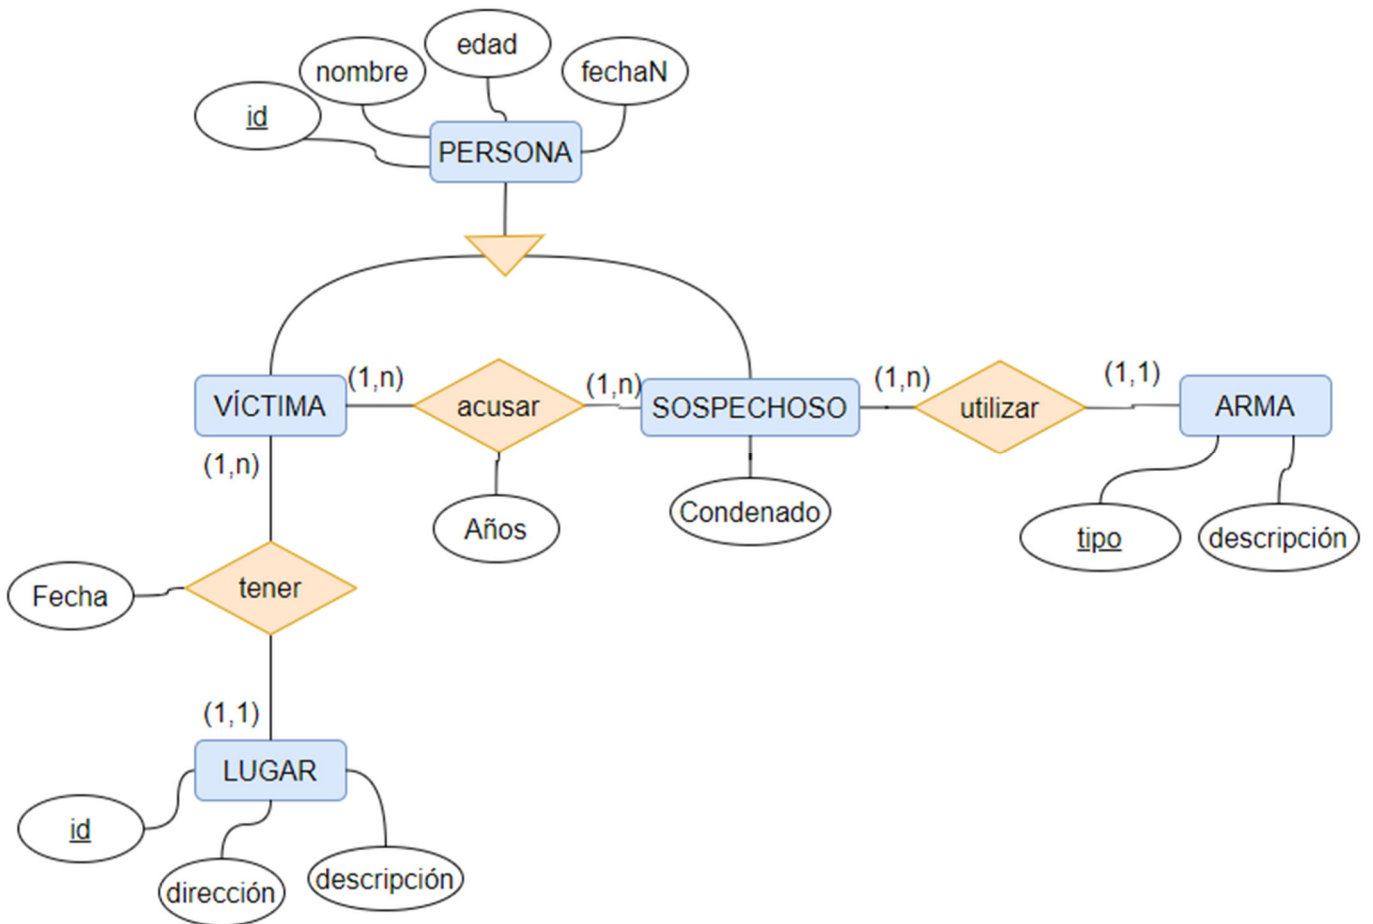 edad
nombre
fechaN
id
PERSONA
(1,n)
(1,n)
(1,n)
(1,1)
VÍCTIMA
acusar
SOSPECHOSO
utilizar
ARMA
(1,n)
Años
Condenado
tipo
descripción
Fecha
tener
(1,1)
LUGAR
id
dirección
descripción